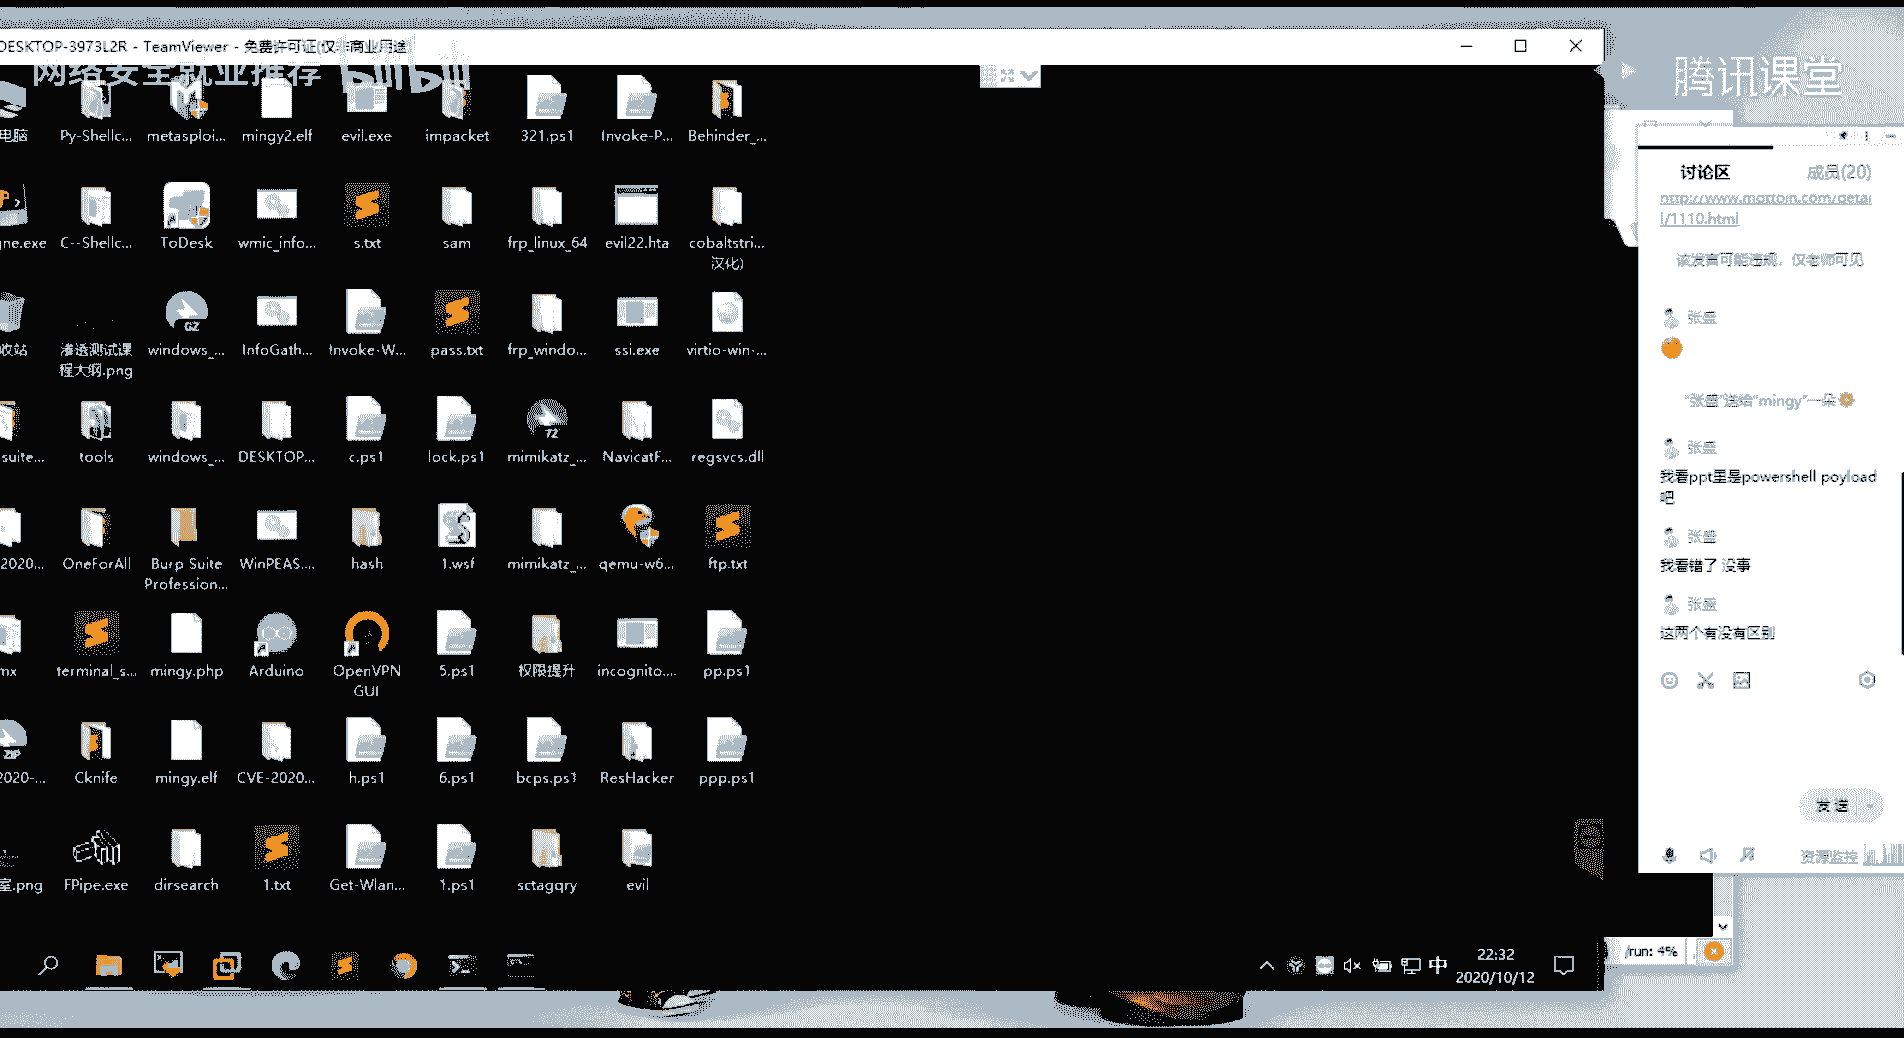 DESKTOP-3973L2R - TeamViewer - 免费许可证(仅非商业用途)
网络安全就业推荐 bilibili
腾讯课堂
电脑
Py-Shellc...
metasploi...
mingy2.elf
evil.exe
impacket
321.ps1
Invoke-P...
Behinder_...
gne.exe
C--Shellc...
ToDesk
wmic_info...
s.txt
sam
frp_linux_64
evil22.hta
cobaltstri...
汉化)
收站
渗透测试课
程大纲.png
windows_...
InfoGath...
Invoke-W...
pass.txt
frp_windo...
ssi.exe
virtio-win-...
suite...
tools
windows_...
DESKTOP...
c.ps1
lock.ps1
mimikatz_...
NavicatF...
regsvcs.dll
2020...
OneForAll
Burp Suite
Profession...
WinPEAS....
hash
1.wsf
mimikatz_...
qemu-w6...
ftp.txt
mx
terminal_s...
mingy.php
Arduino
OpenVPN
GUI
5.ps1
权限提升
incognito....
pp.ps1
2020-...
Cknife
mingy.elf
CVE-2020...
h.ps1
6.ps1
bcps.ps1
ResHacker
ppp.ps1
室.png
FPipe.exe
dirsearch
1.txt
Get-Wlan...
1.ps1
sctagqry
evil
中
22:32
2020/10/12
讨论区
成员(20)
http://www.mottoin.com/detai
l/1110.html
该发言可能违规，仅老师可见
张盛
"张盛"送给"mingy"一朵
张盛
我看ppt里是powershell poyload
吧
张盛
我看错了 没事
张盛
这两个有没有区别
发送
资源监控
/run: 4%